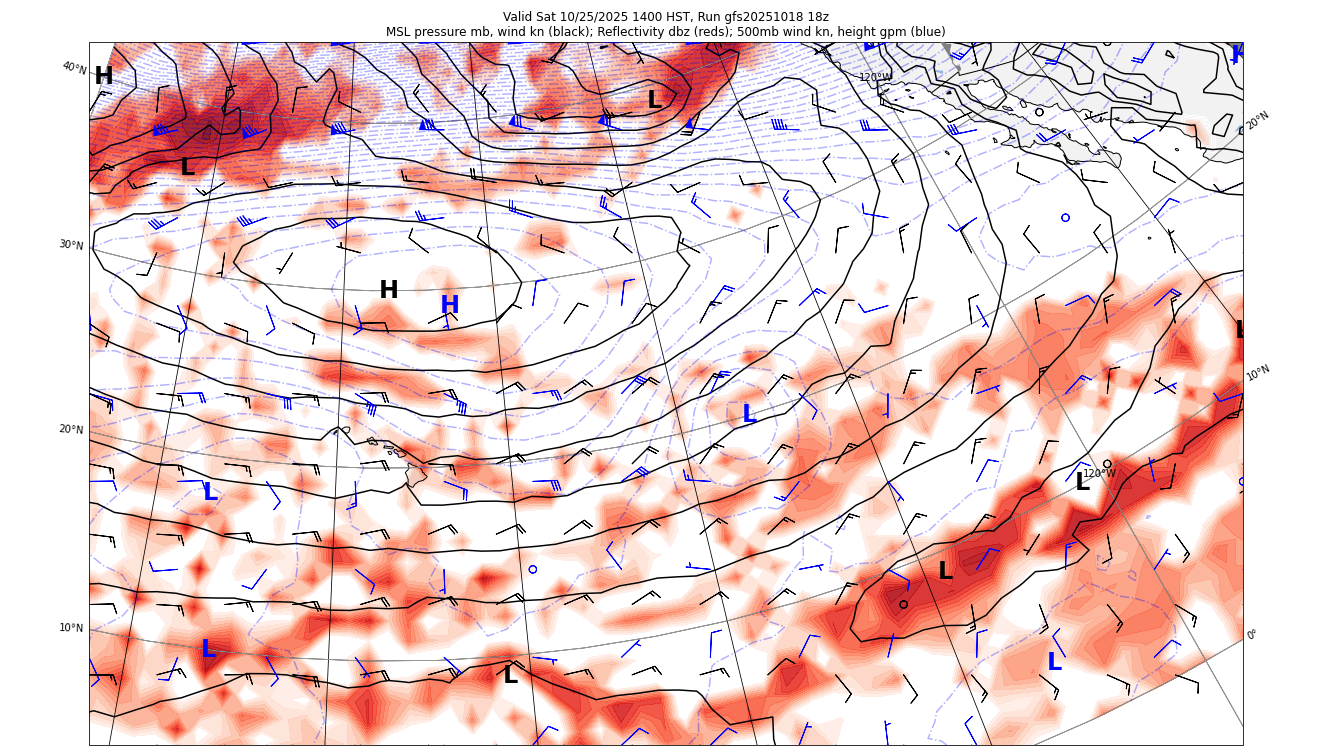 Valid Sat 10/25/2025 1400 HST, Run gfs20251018 18z
MSL pressure mb, wind kn (black); Reflectivity dbz (reds); 500mb wind kn, height gpm (blue)
H
40°N
H
120°W
L
20°N
L
30°N
H
H
L
10°N
L
20°N
120°W
L
L
L
10°N
0°
L
L
L